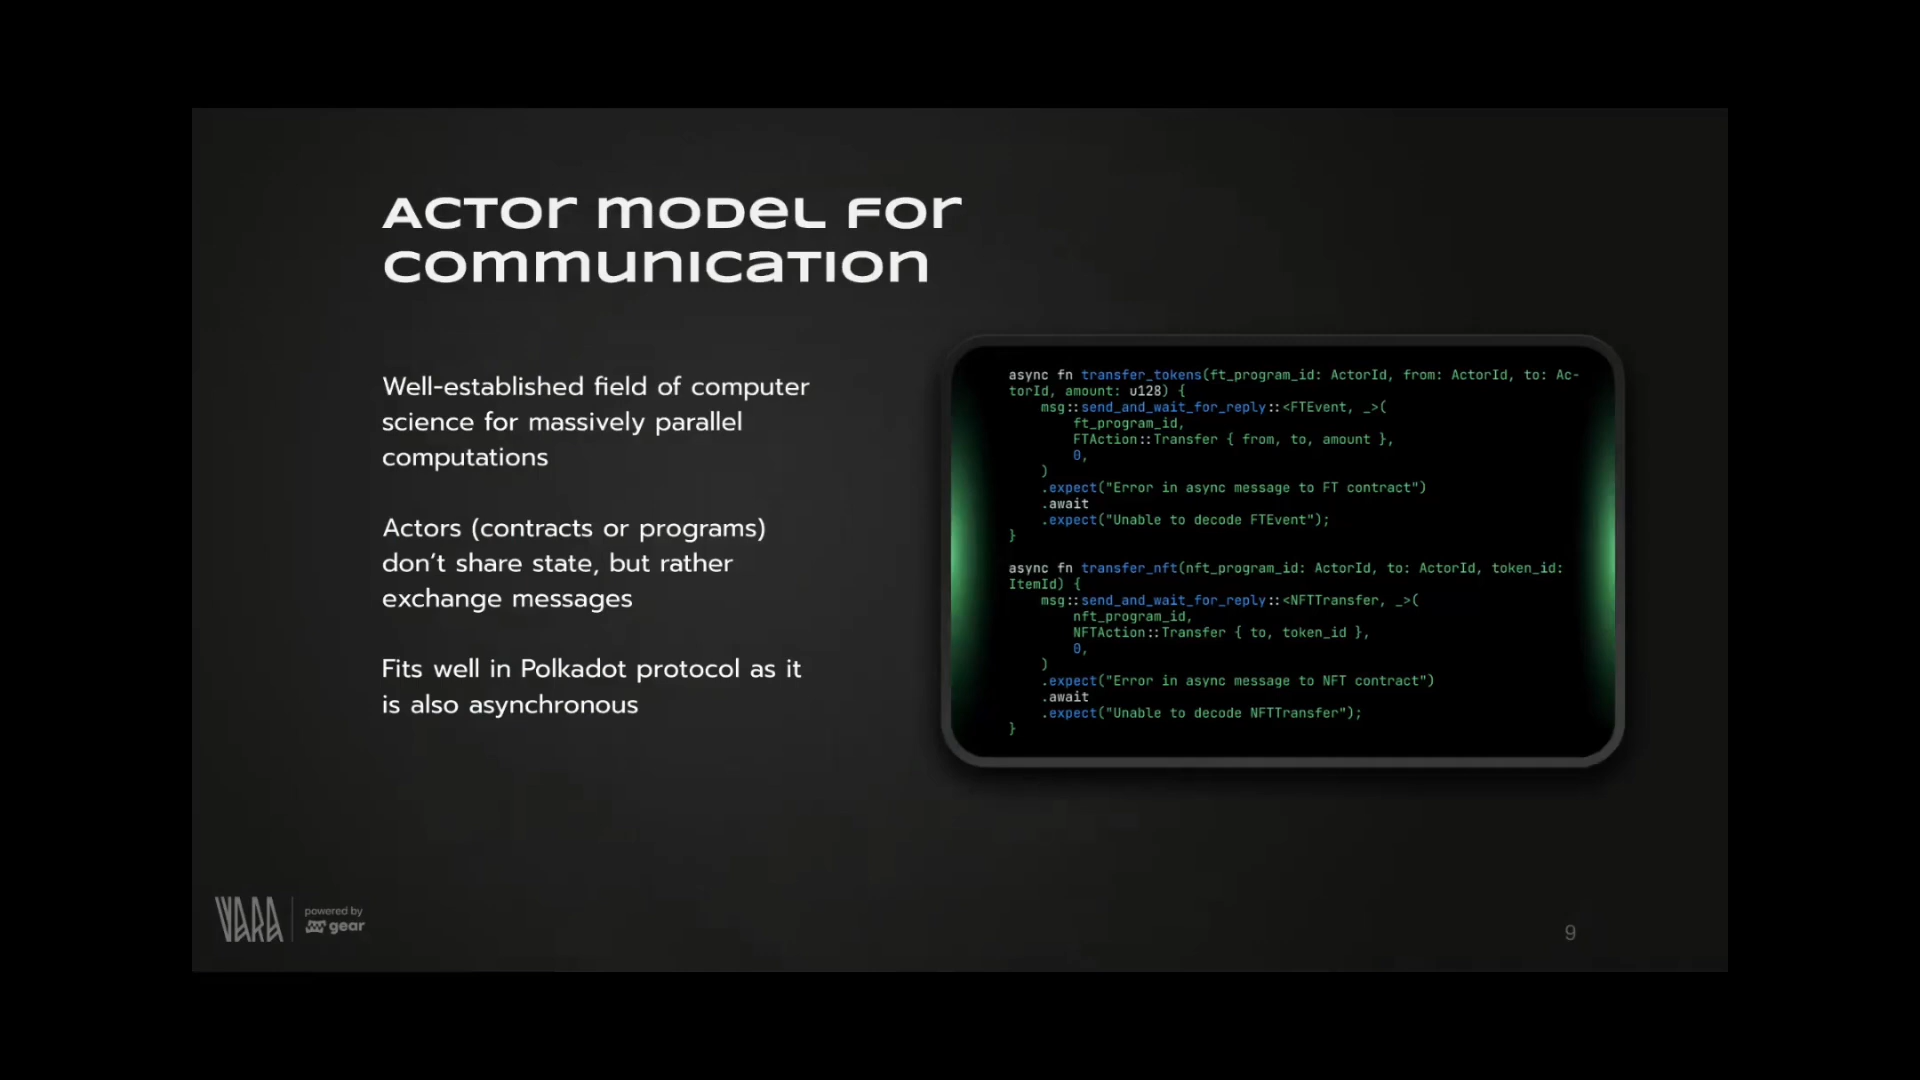 ACTOR MODEL FOR
COMMUNICATION
Well-established field of computer
science for massively parallel
computations
Actors (contracts or programs)
don’t share state, but rather
exchange messages
Fits well in Polkadot protocol as it
is also asynchronous
async fn transfer_tokens(ft_program_id: ActorId, from: ActorId, to: Ac-
torId, amount: u128) {
    msg::send_and_wait_for_reply::<FTEvent, _>(
        ft_program_id,
        FTAction::Transfer { from, to, amount },
        0,
    )
    .expect("Error in async message to FT contract")
    .await
    .expect("Unable to decode FTEvent");
}
async fn transfer_nft(nft_program_id: ActorId, to: ActorId, token_id:
ItemId) {
    msg::send_and_wait_for_reply::<NFTTransfer, _>(
        nft_program_id,
        NFTAction::Transfer { to, token_id },
        0,
    )
    .expect("Error in async message to NFT contract")
    .await
    .expect("Unable to decode NFTTransfer");
}
VARA
powered by
gear
9